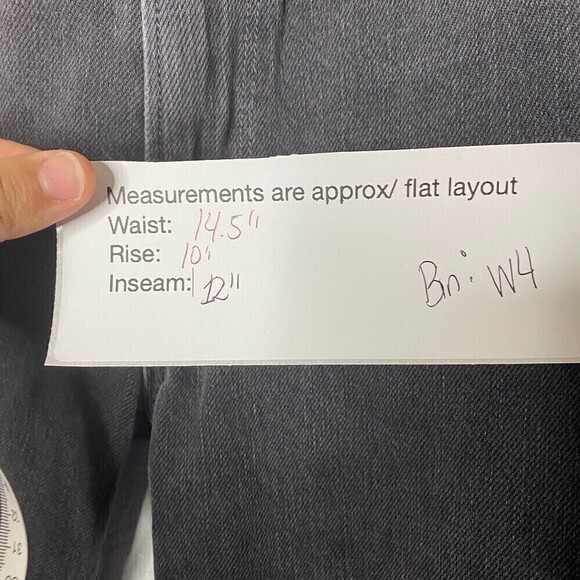 Measurements are approx/ flat layout
Waist: 14.5"
Rise: 10"
Inseam: 12"
Bn: W4